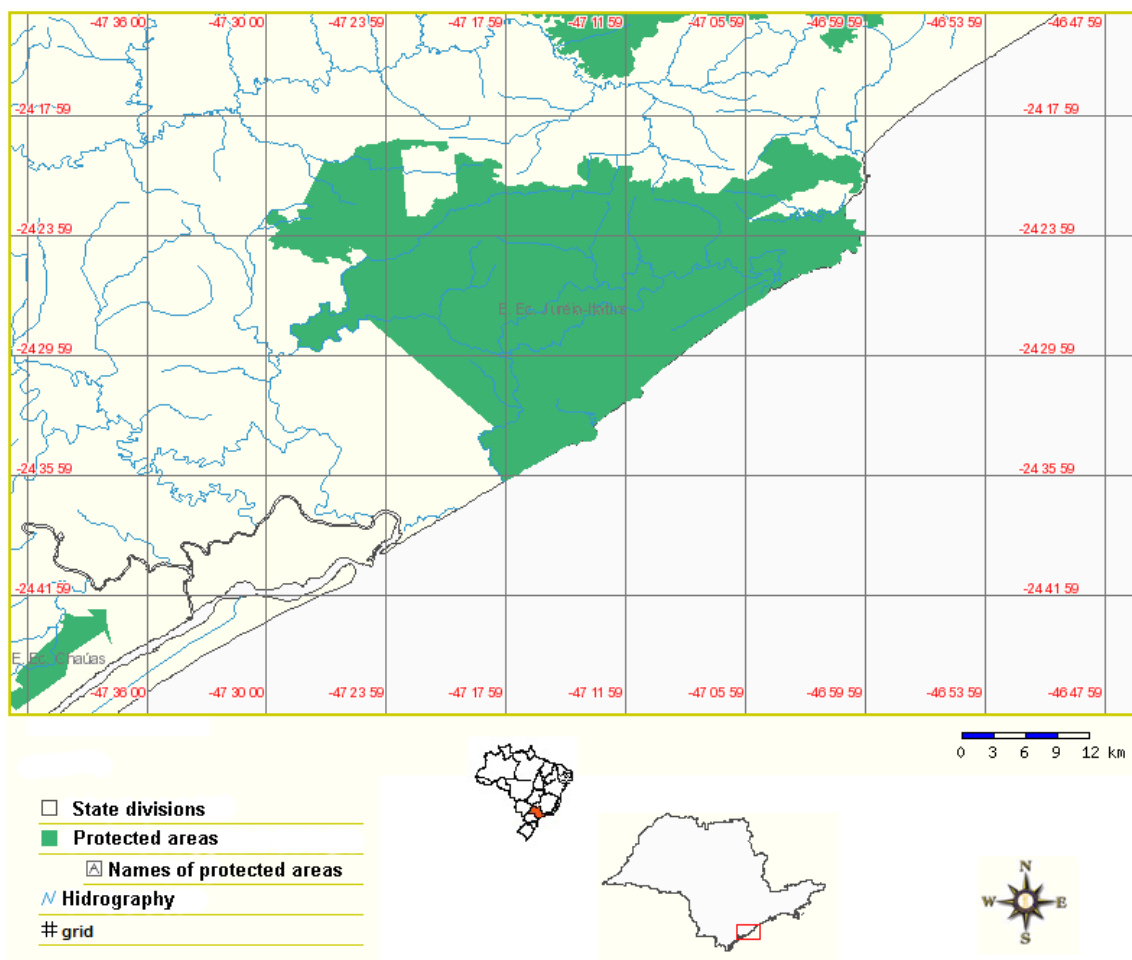 -47 36 00 -47 30 00 -47 23 59 -47 17 59 -47 11 59 -47 05 59 -46 59 59 -46 53 59 -46 47 59
-24 17 59 -24 17 59
-24 23 59 -24 23 59
E. Ec. Juréia-Itatins
-24 29 59 -24 29 59
-24 35 59 -24 35 59
-24 41 59 -24 41 59
E. Ec. Chaúas
-47 36 00 -47 30 00 -47 23 59 -47 17 59 -47 11 59 -47 05 59 -46 59 59 -46 53 59 -46 47 59
0 3 6 9 12 km
State divisions
Protected areas
A Names of protected areas
Hidrography
grid
N
W E
S